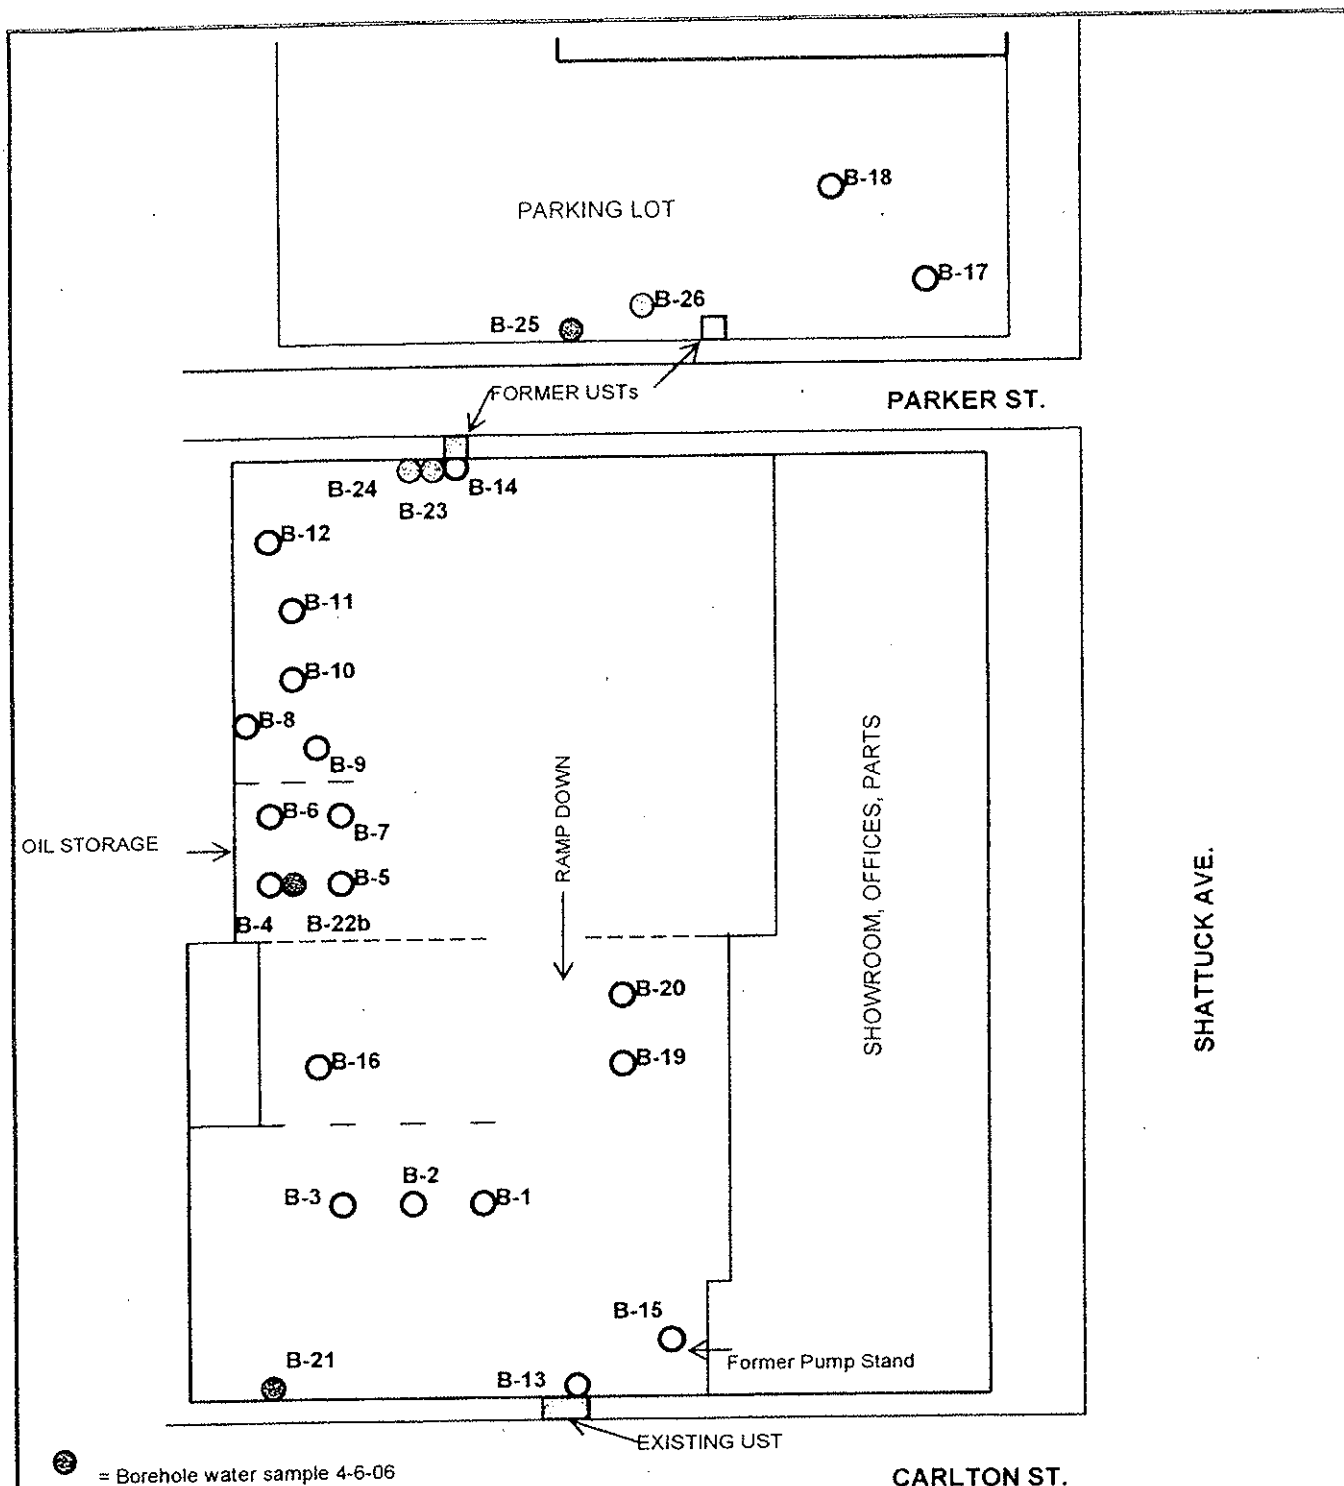 B-18
PARKING LOT
B-17
B-26
B-25
FORMER USTs
PARKER ST.
B-24
B-14
B-23
B-12
B-11
B-10
B-8
B-9
B-6
B-7
OIL STORAGE
B-5
B-4
B-22b
RAMP DOWN
SHOWROOM, OFFICES, PARTS
SHATTUCK AVE.
B-20
B-19
B-16
B-2
B-3
B-1
B-15
Former Pump Stand
B-21
B-13
EXISTING UST
= Borehole water sample 4-6-06
CARLTON ST.